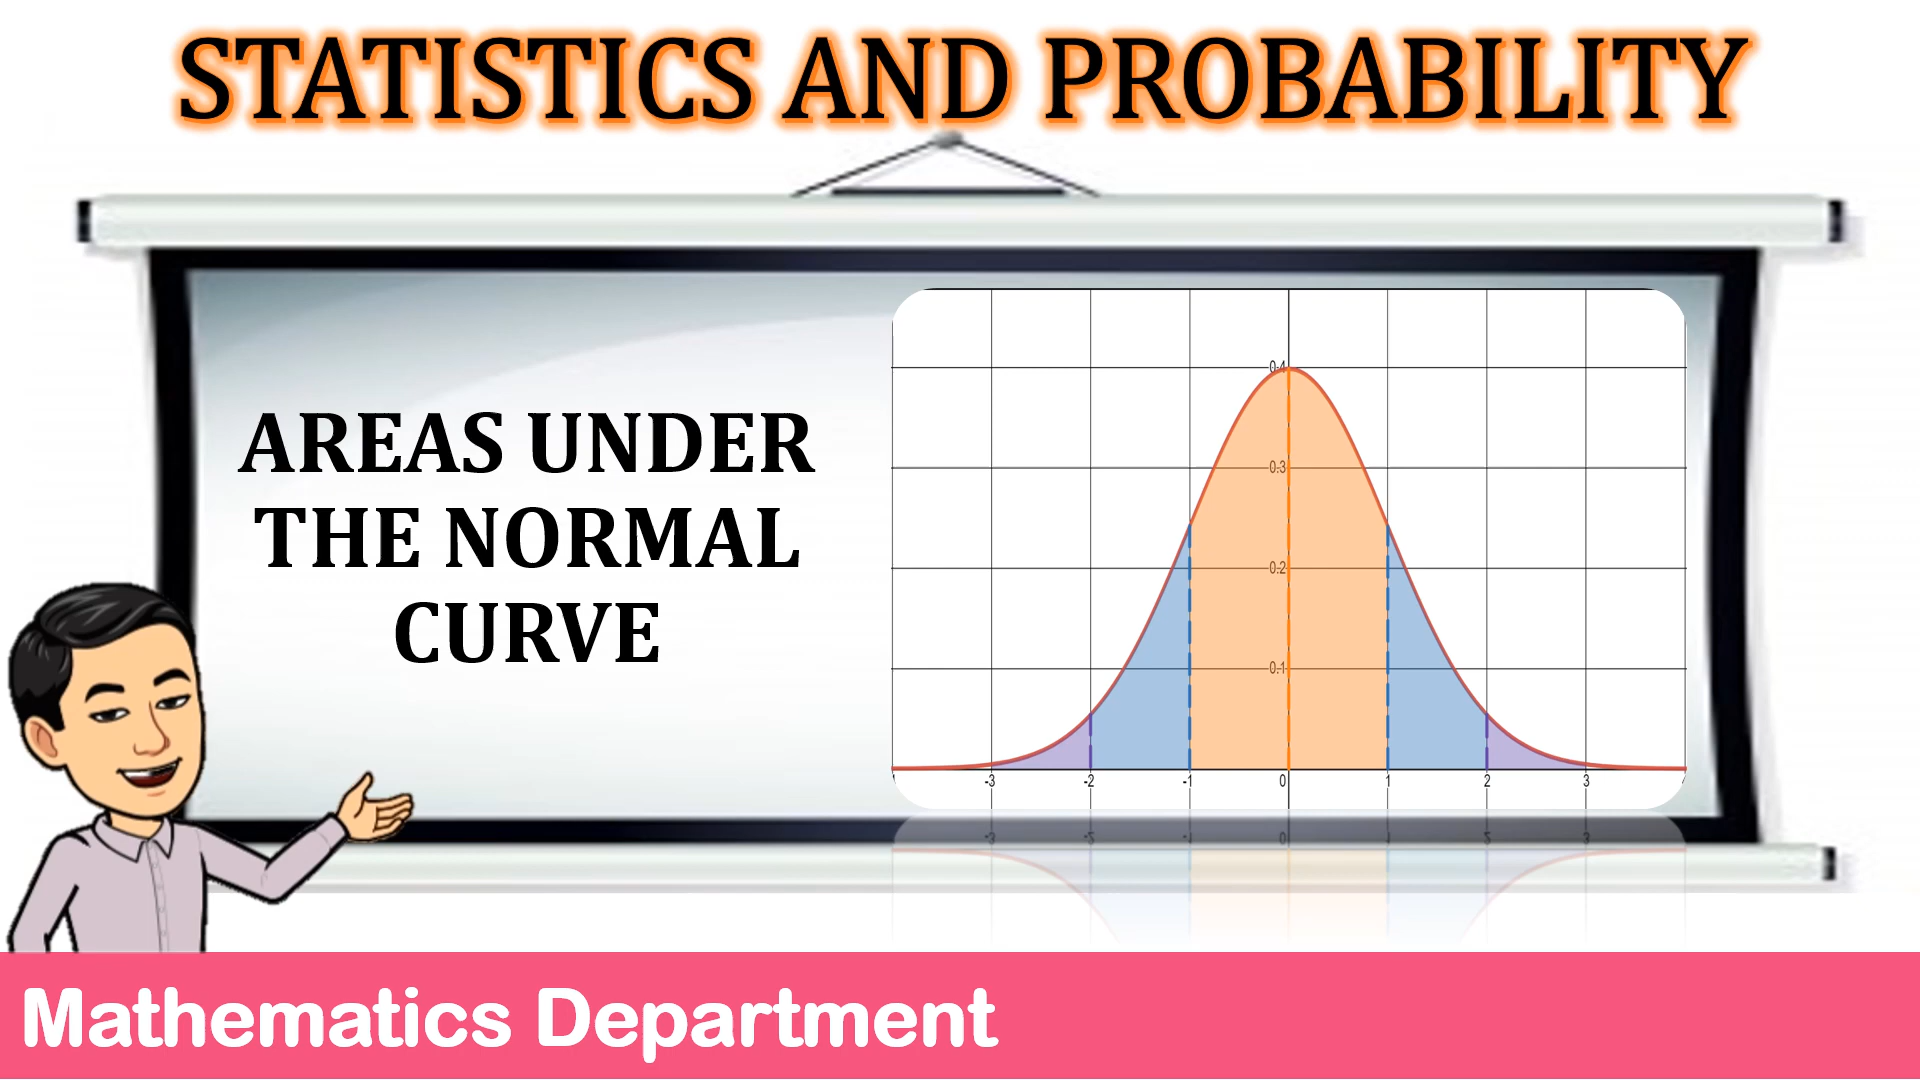 STATISTICS AND PROBABILITY
AREAS UNDER
THE NORMAL
CURVE
0.4
0.3
0.2
0.1
-3 -2 -1 0 1 2 3
Mathematics Department